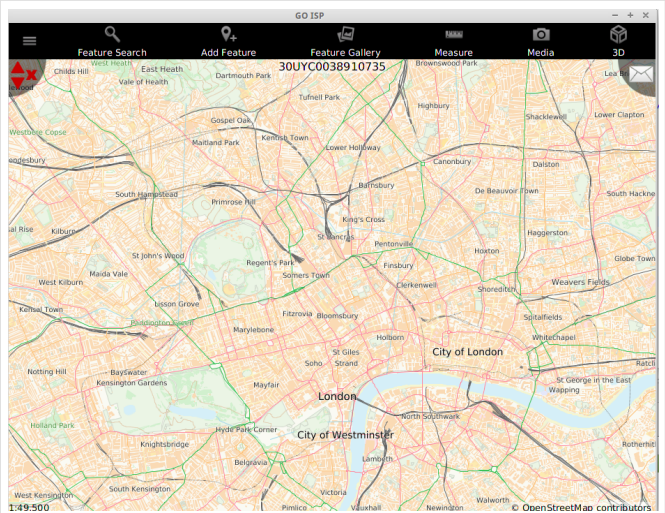 GO ISP
Feature Search Add Feature Feature Gallery Measure Media 3D
30UYC0038910735
West Heath
Brownswood Park
Childs Hill
East Heath
Dartmouth Park
Lea
Vale of Health
Tufnell Park
Highbury
Shacklewell
Lower Clapton
Gospel Oak
Westbere Copse
Maitland Park
Kentish Town
Lower Holloway
Canonbury
Dalston
Barnsbury
De Beauvoir Town
South Hampstead
Primrose Hill
South Hackne
King's Cross
Kilburn
St Pancras
Haggerston
Pentonville
Hoxton
St John's Wood
Regent's Park
Finsbury
Globe Town
Maida Vale
Somers Town
West Kilburn
Clerkenwell
Shoreditch
Weavers Fields
Lisson Grove
Kensal Town
Fitzrovia
Bloomsbury
Spitalfields
Paddington Green
Marylebone
Holborn
Whitechapel
St Giles
City of London
Soho
Strand
Notting Hill
Bayswater
Kensington Gardens
Mayfair
St George in the East
Wapping
London
Holland Park
North Southwark
Hyde Park Corner
City of Westminster
Knightsbridge
Lambeth
Belgravia
South Kensington
Victoria
West Kensington
Walworth
1:49,500
Pimlico
Vauxhall
Newington
© OpenStreetMap contributors